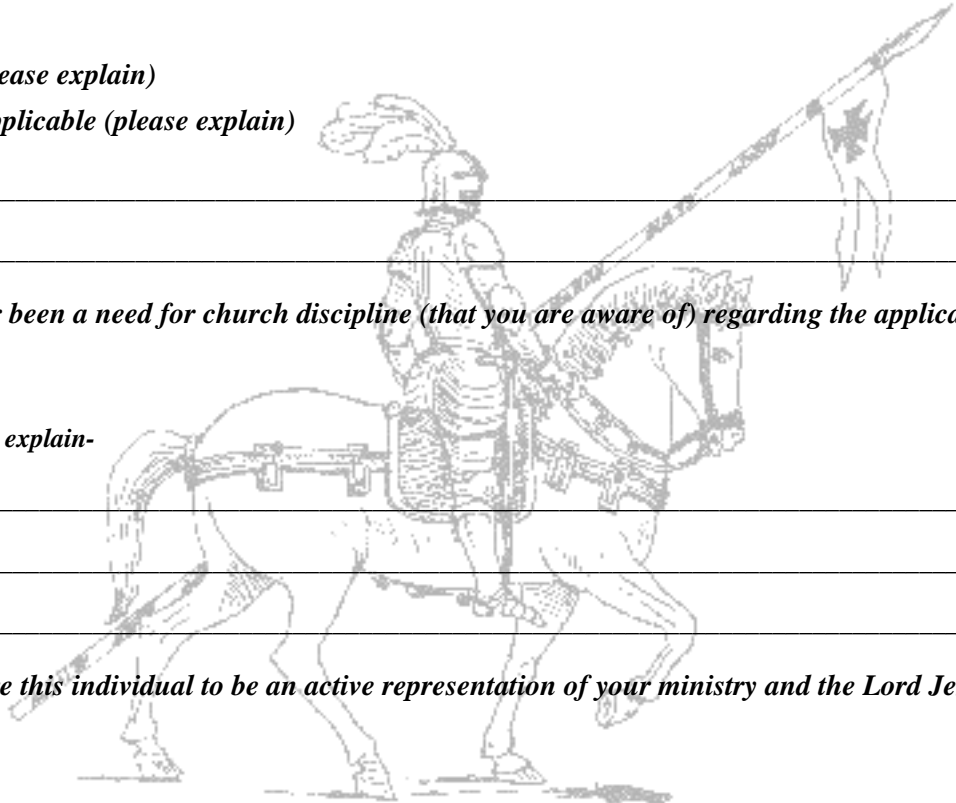 ease explain)
plicable (please explain)
been a need for church discipline (that you are aware of) regarding the applica
explain-
e this individual to be an active representation of your ministry and the Lord Je